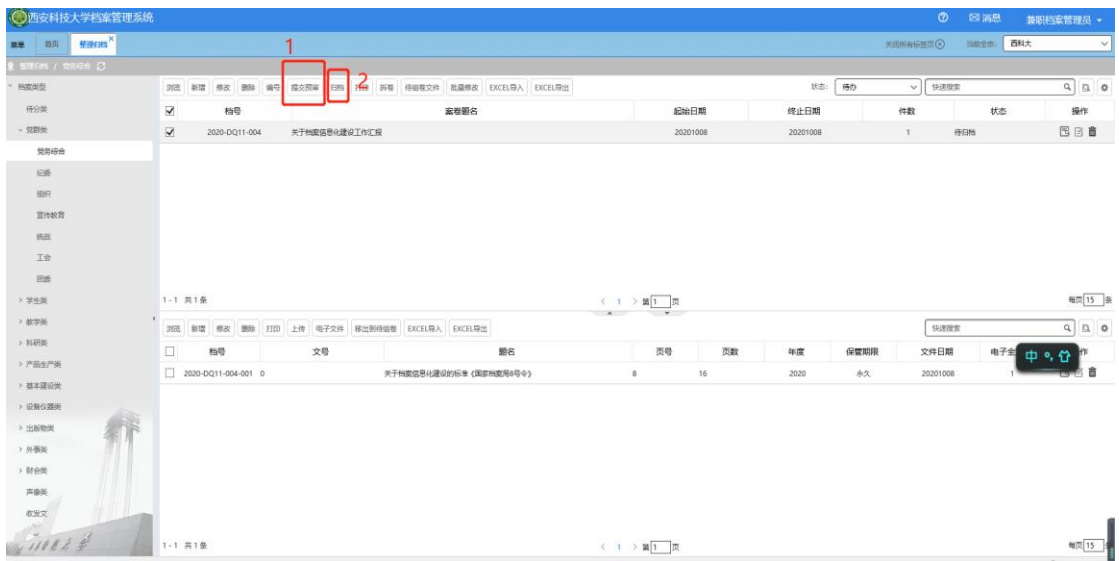 西安科技大学档案管理系统 消息 兼职档案管理员
菜单 首页 整理归档 关闭所有标签页 当前全宗: 西科大
整理归档 / 党务综合
1
2
档案类型
待分类
党群类
党务综合
纪委
组织
宣传教育
统战
工会
团委
学生类
教学类
科研类
产品生产类
基本建设类
设备仪器类
出版物类
外事类
财会类
声像类
收发文
浏览 新增 修改 删除 编号 提交预审 归档 打印 拆卷 待组卷文件 批量修改 EXCEL导入 EXCEL导出 状态: 待办 快速搜索
档号 案卷题名 起始日期 终止日期 件数 状态 操作
2020-DQ11-004 关于档案信息化建设工作汇报 20201008 20201008 1 待归档
1-1 共1条 1 第 1 页 每页 15 条
浏览 新增 修改 删除 打印 上传 电子文件 移出到待组卷 EXCEL导入 EXCEL导出 快速搜索
档号 文号 题名 页号 页数 年度 保管期限 文件日期 电子全
2020-DQ11-004-001 0 关于档案信息化建设的标准《国家档案局8号令》 8 16 2020 永久 20201008 1
中
1-1 共1条 1 第 1 页 每页 15